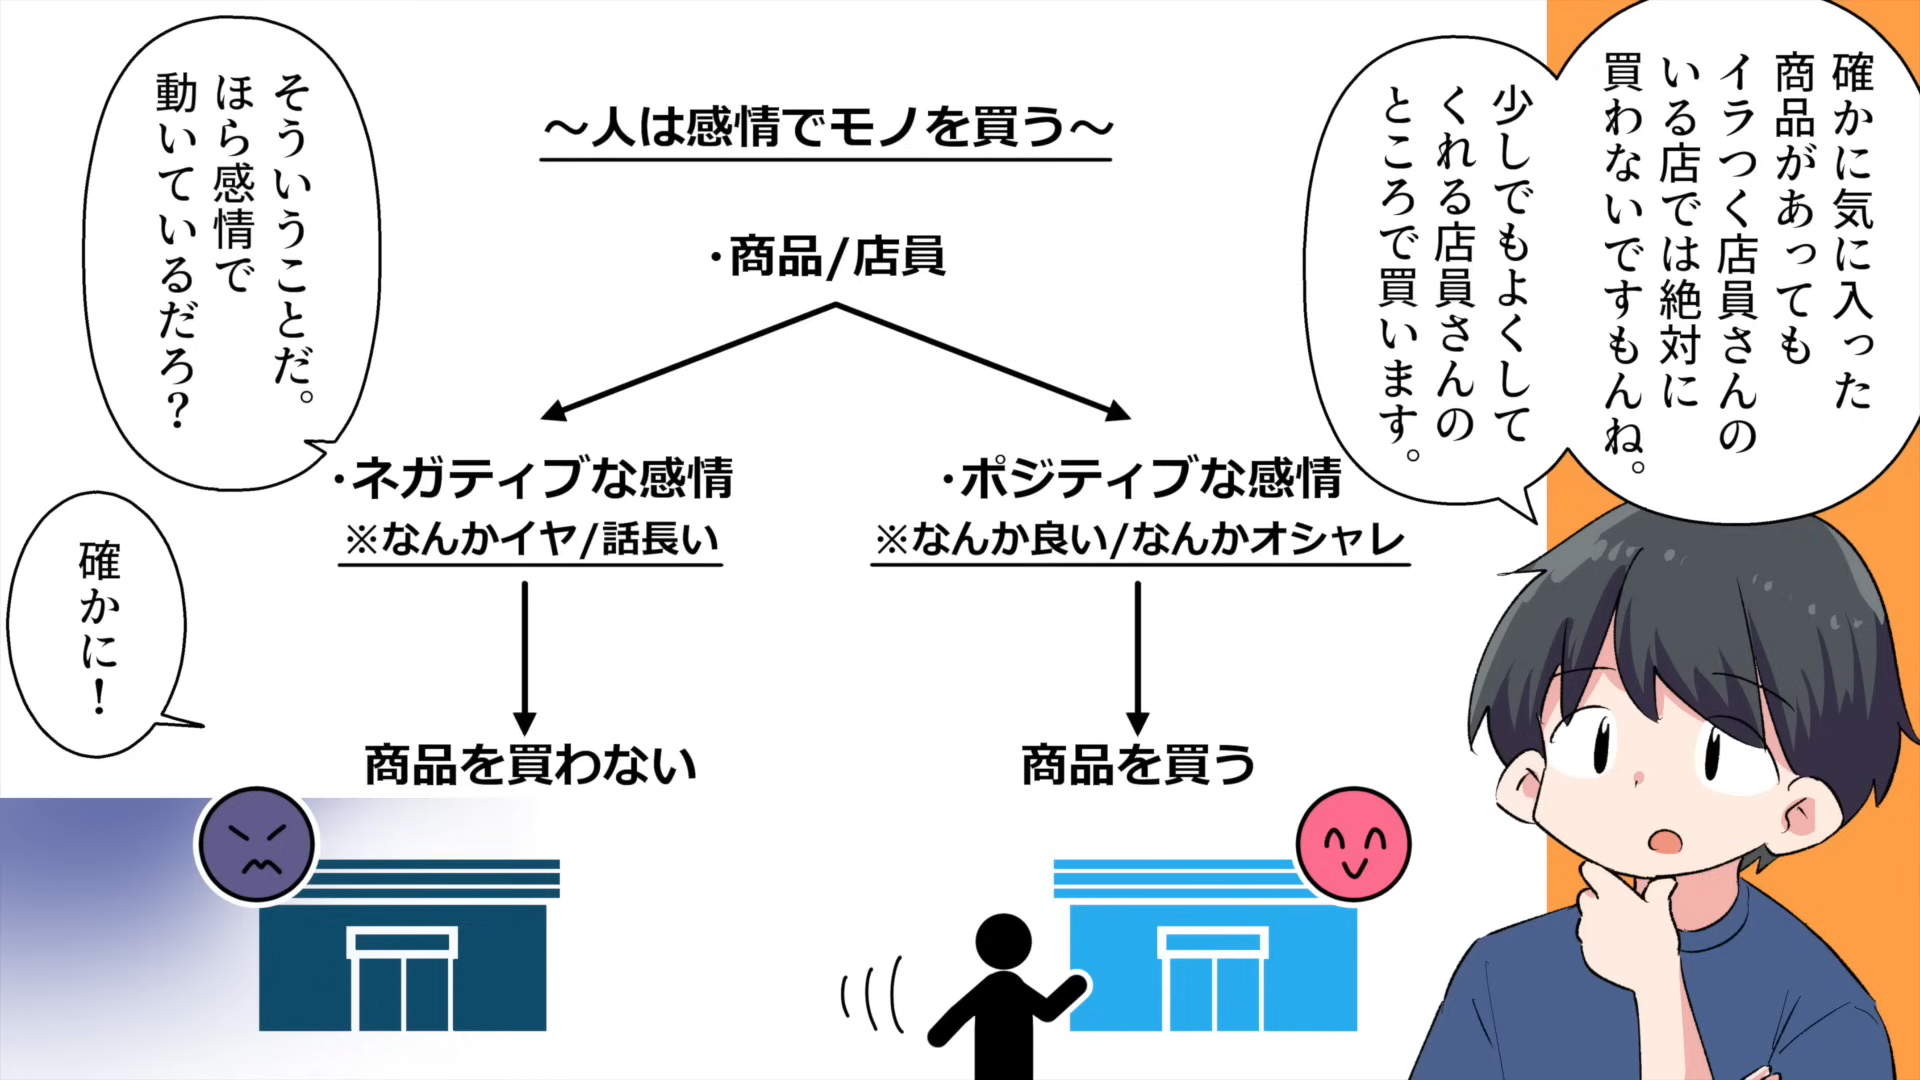 確かに気に入った
商品があっても
イラつく店員さんの
いる店では絶対に
買わないですもんね。
少しでもよくして
くれる店員さんの
ところで買います。
そういうことだ。
ほら感情で
動いているだろ?
確かに!
～人は感情でモノを買う～
・商品/店員
・ネガティブな感情
※なんかイヤ/話長い
商品を買わない
・ポジティブな感情
※なんか良い/なんかオシャレ
商品を買う